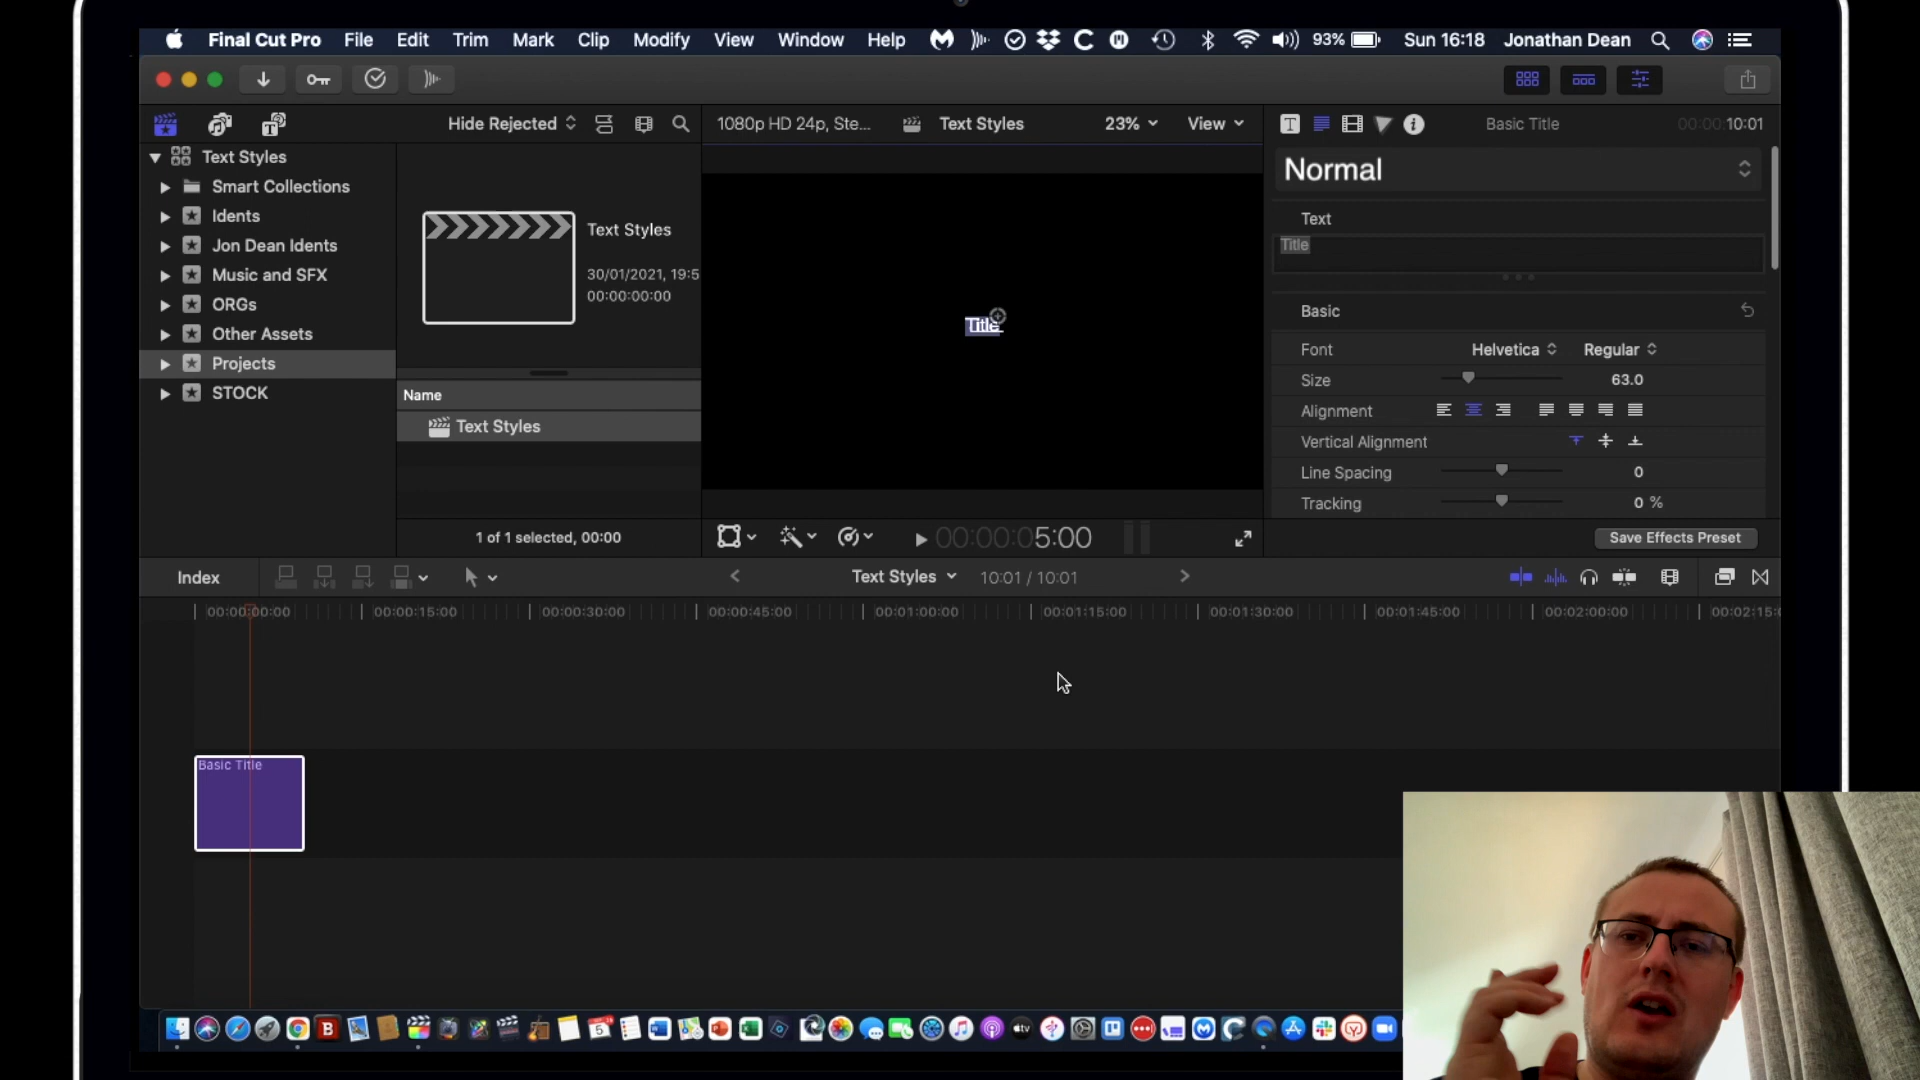 Final Cut Pro File Edit Trim Mark Clip Modify View Window Help 93% Sun 16:18 Jonathan Dean
Hide Rejected
1080p HD 24p, Ste... Text Styles 23% View
Basic Title 00:00:10:01
Text Styles
Smart Collections
Idents
Jon Dean Idents
Music and SFX
ORGs
Other Assets
Projects
STOCK
Text Styles
30/01/2021, 19:5
00:00:00:00
Name
Text Styles
1 of 1 selected, 00:00
Title
00:00:05:00
Normal
Text
Title
Basic
Font Helvetica Regular
Size 63.0
Alignment
Vertical Alignment
Line Spacing 0
Tracking 0 %
Save Effects Preset
Index Text Styles 10:01 / 10:01
00:00:00:00 00:00:15:00 00:00:30:00 00:00:45:00 00:01:00:00 00:01:15:00 00:01:30:00 00:01:45:00 00:02:00:00 00:02:15:0
Basic Title